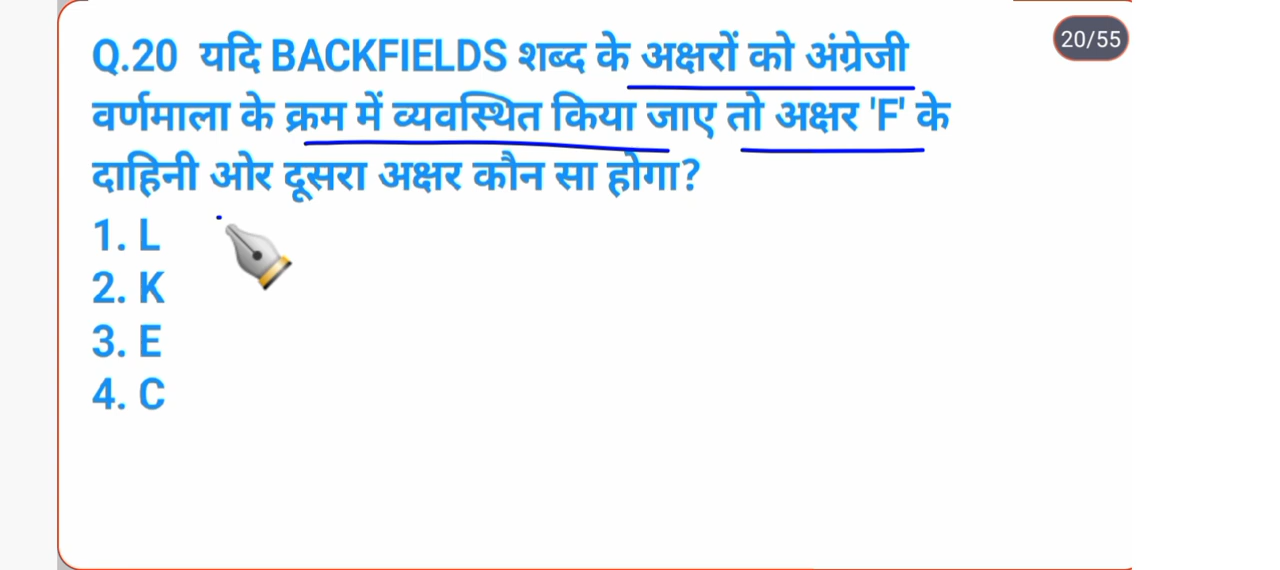 20/55
Q.20 यदि BACKFIELDS शब्द के अक्षरों को अंग्रेजी
वर्णमाला के क्रम में व्यवस्थित किया जाए तो अक्षर 'F' के
दाहिनी ओर दूसरा अक्षर कौन सा होगा?
1. L
2. K
3. E
4. C